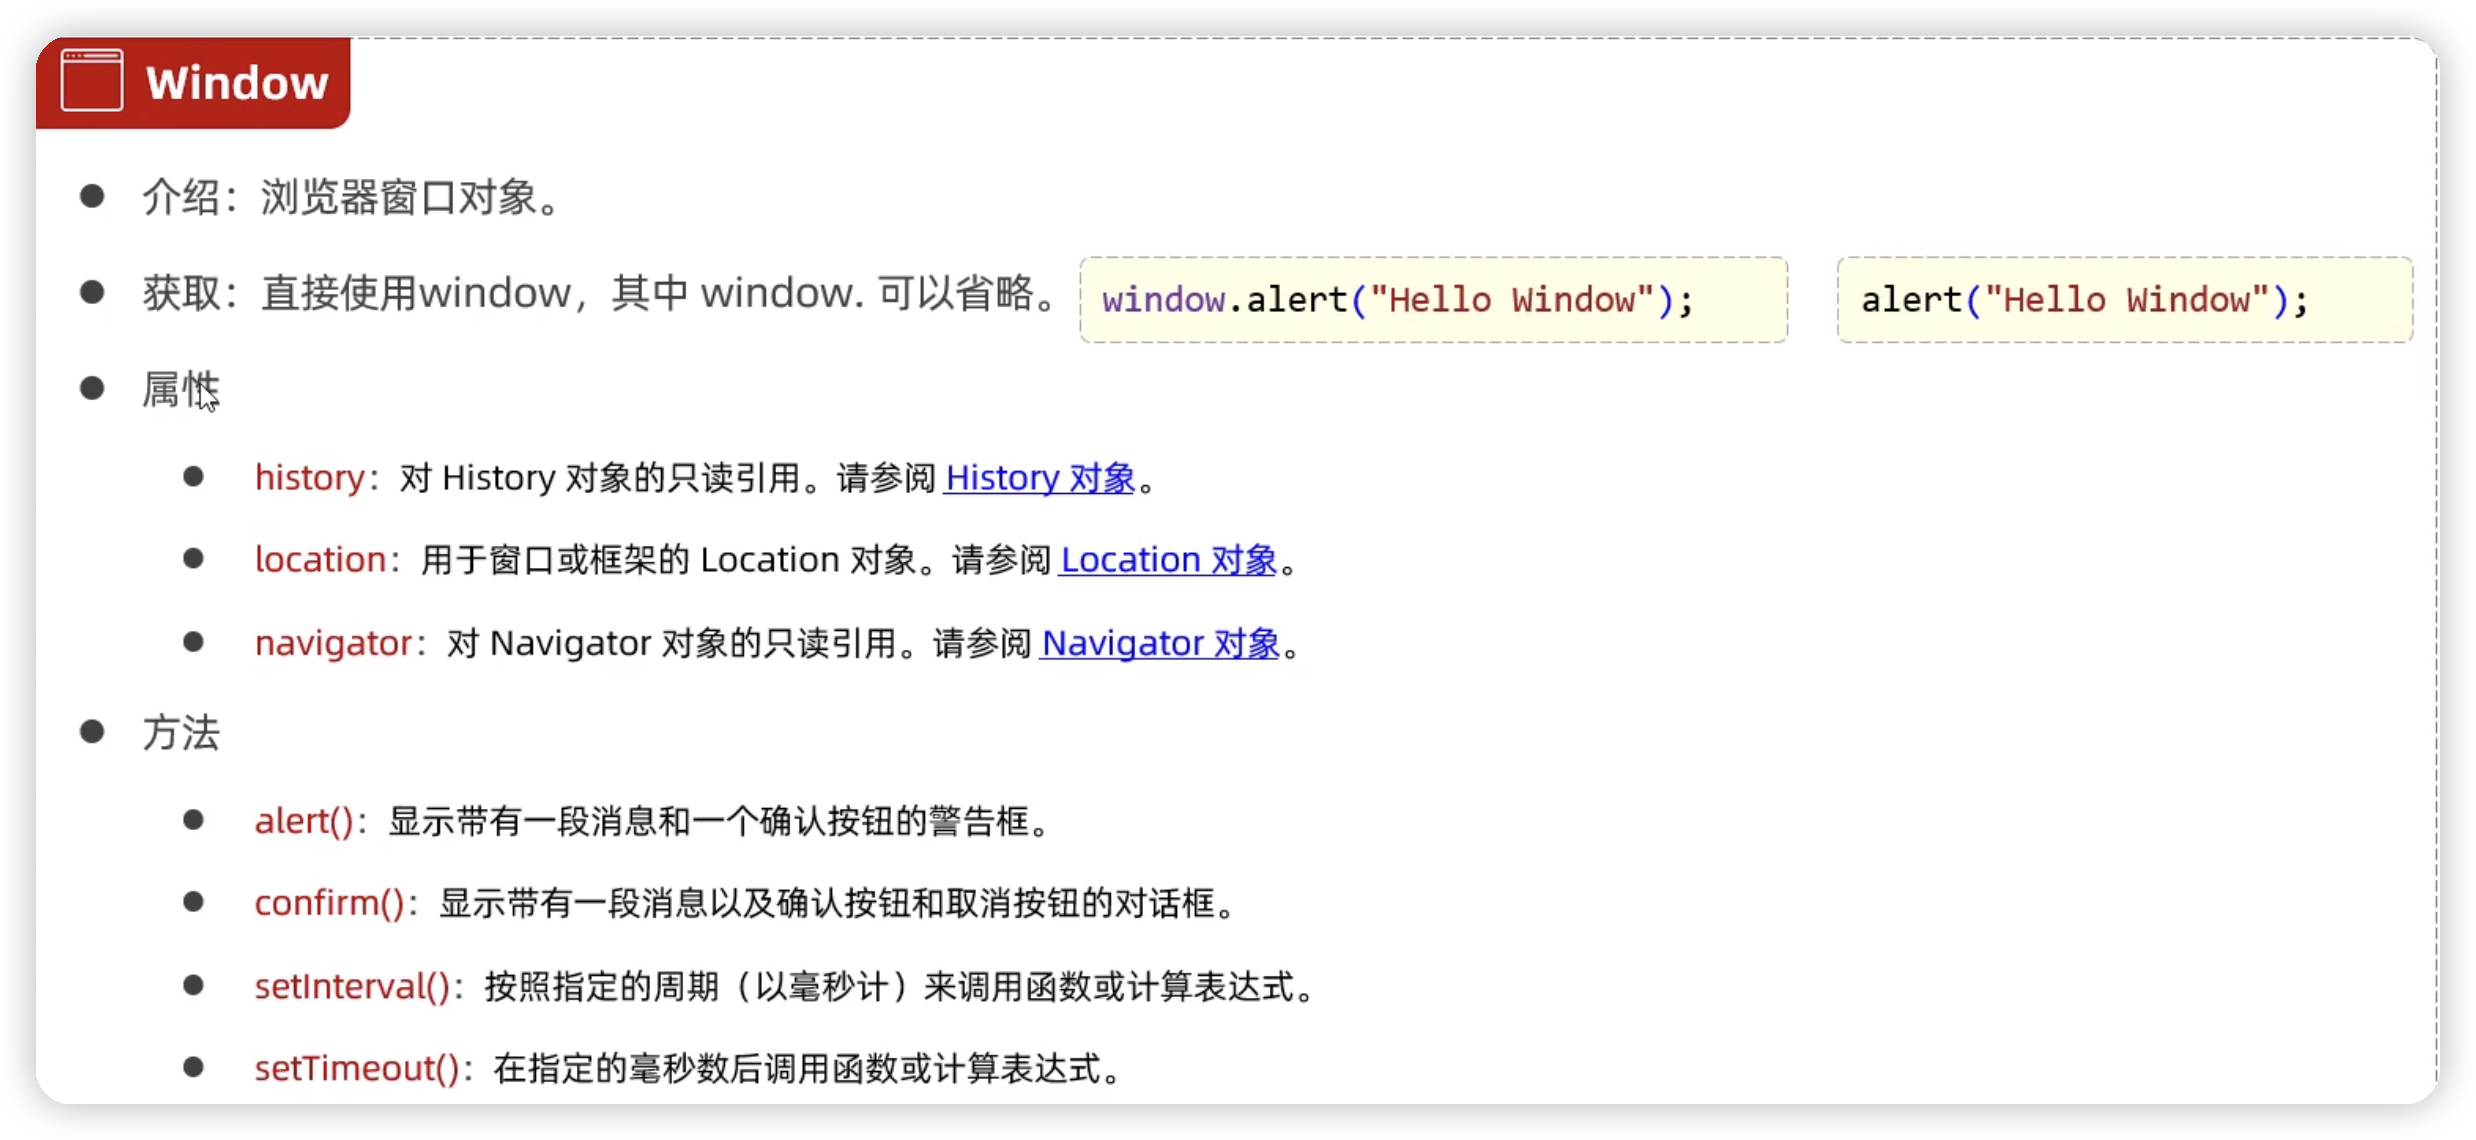 Window
介绍：浏览器窗口对象。
获取：直接使用window，其中 window. 可以省略。 window.alert("Hello Window"); alert("Hello Window");
属性
history：对 History 对象的只读引用。请参阅 History 对象。
location：用于窗口或框架的 Location 对象。请参阅 Location 对象。
navigator：对 Navigator 对象的只读引用。请参阅 Navigator 对象。
方法
alert()：显示带有一段消息和一个确认按钮的警告框。
confirm()：显示带有一段消息以及确认按钮和取消按钮的对话框。
setInterval()：按照指定的周期（以毫秒计）来调用函数或计算表达式。
setTimeout()：在指定的毫秒数后调用函数或计算表达式。